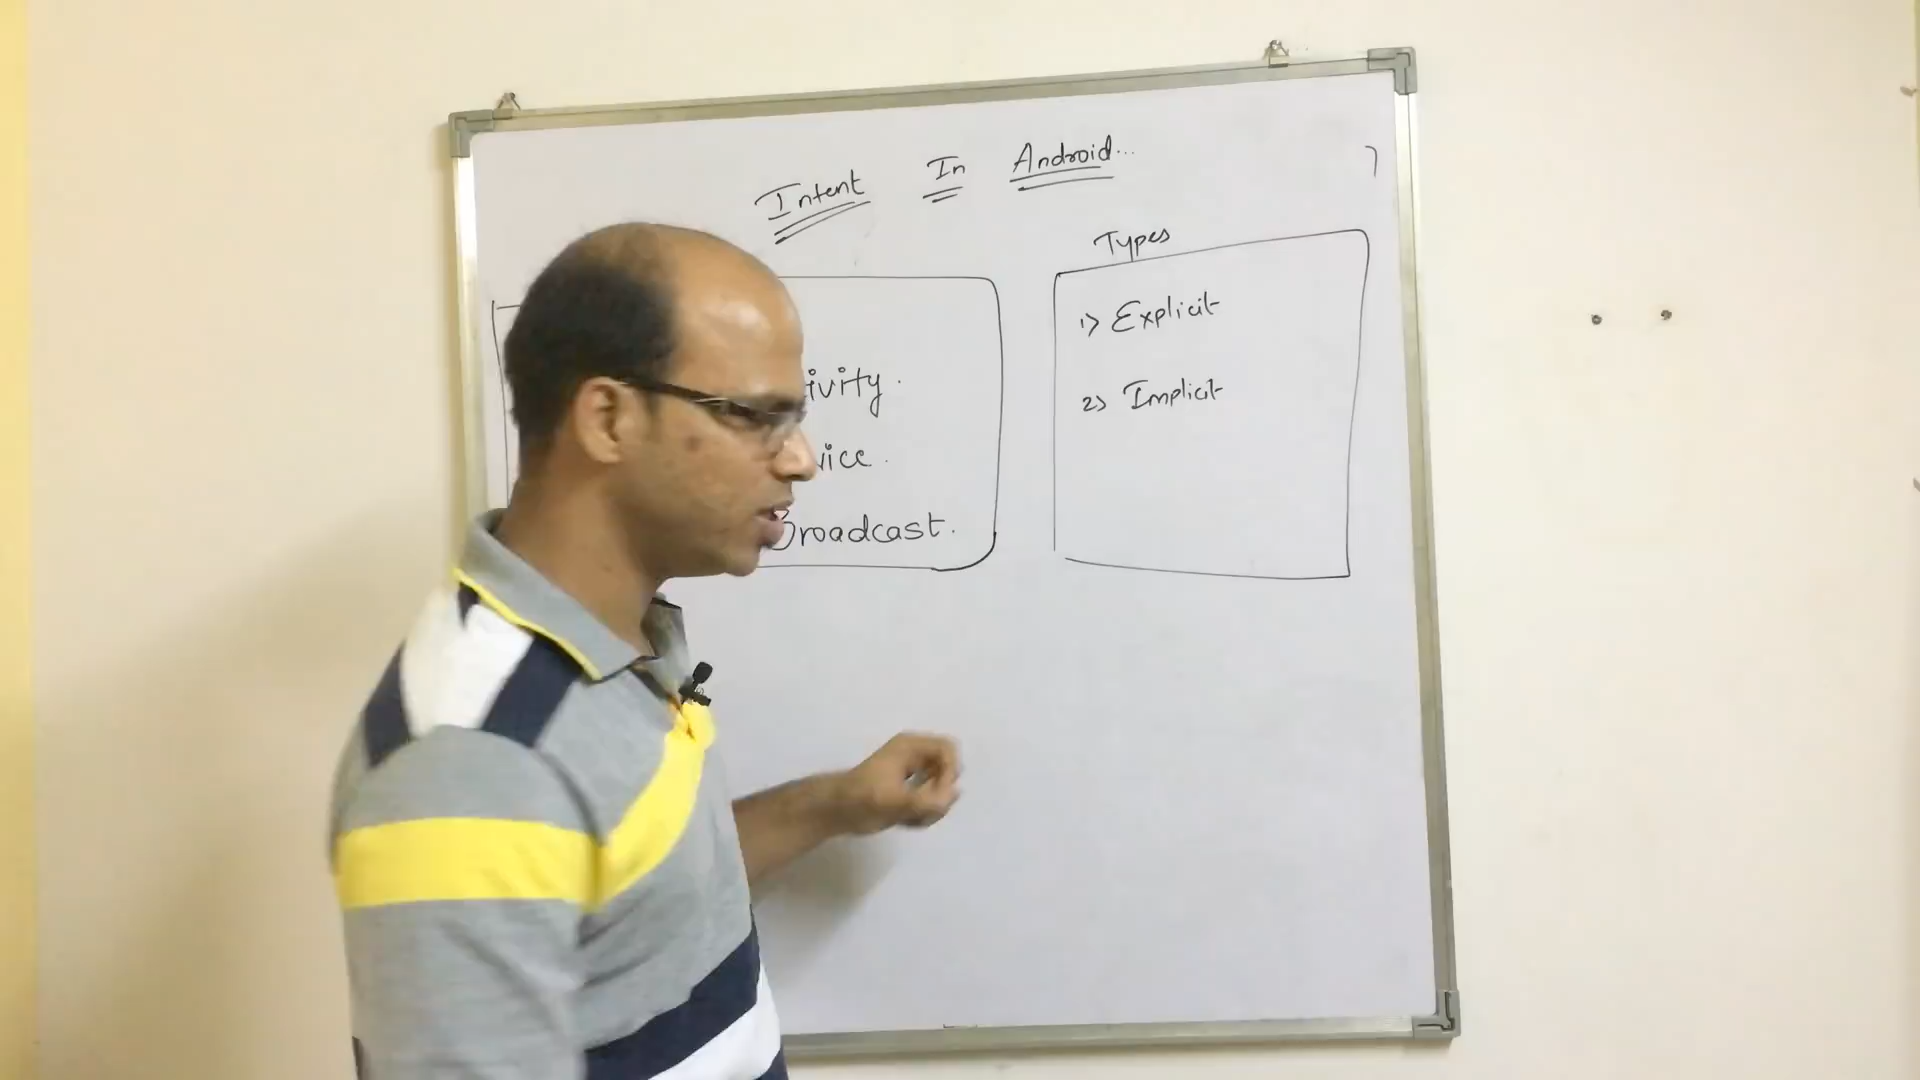 Intent In Android...
Types
1) Explicit
2) Implicit
ivity.
vice.
Broadcast.